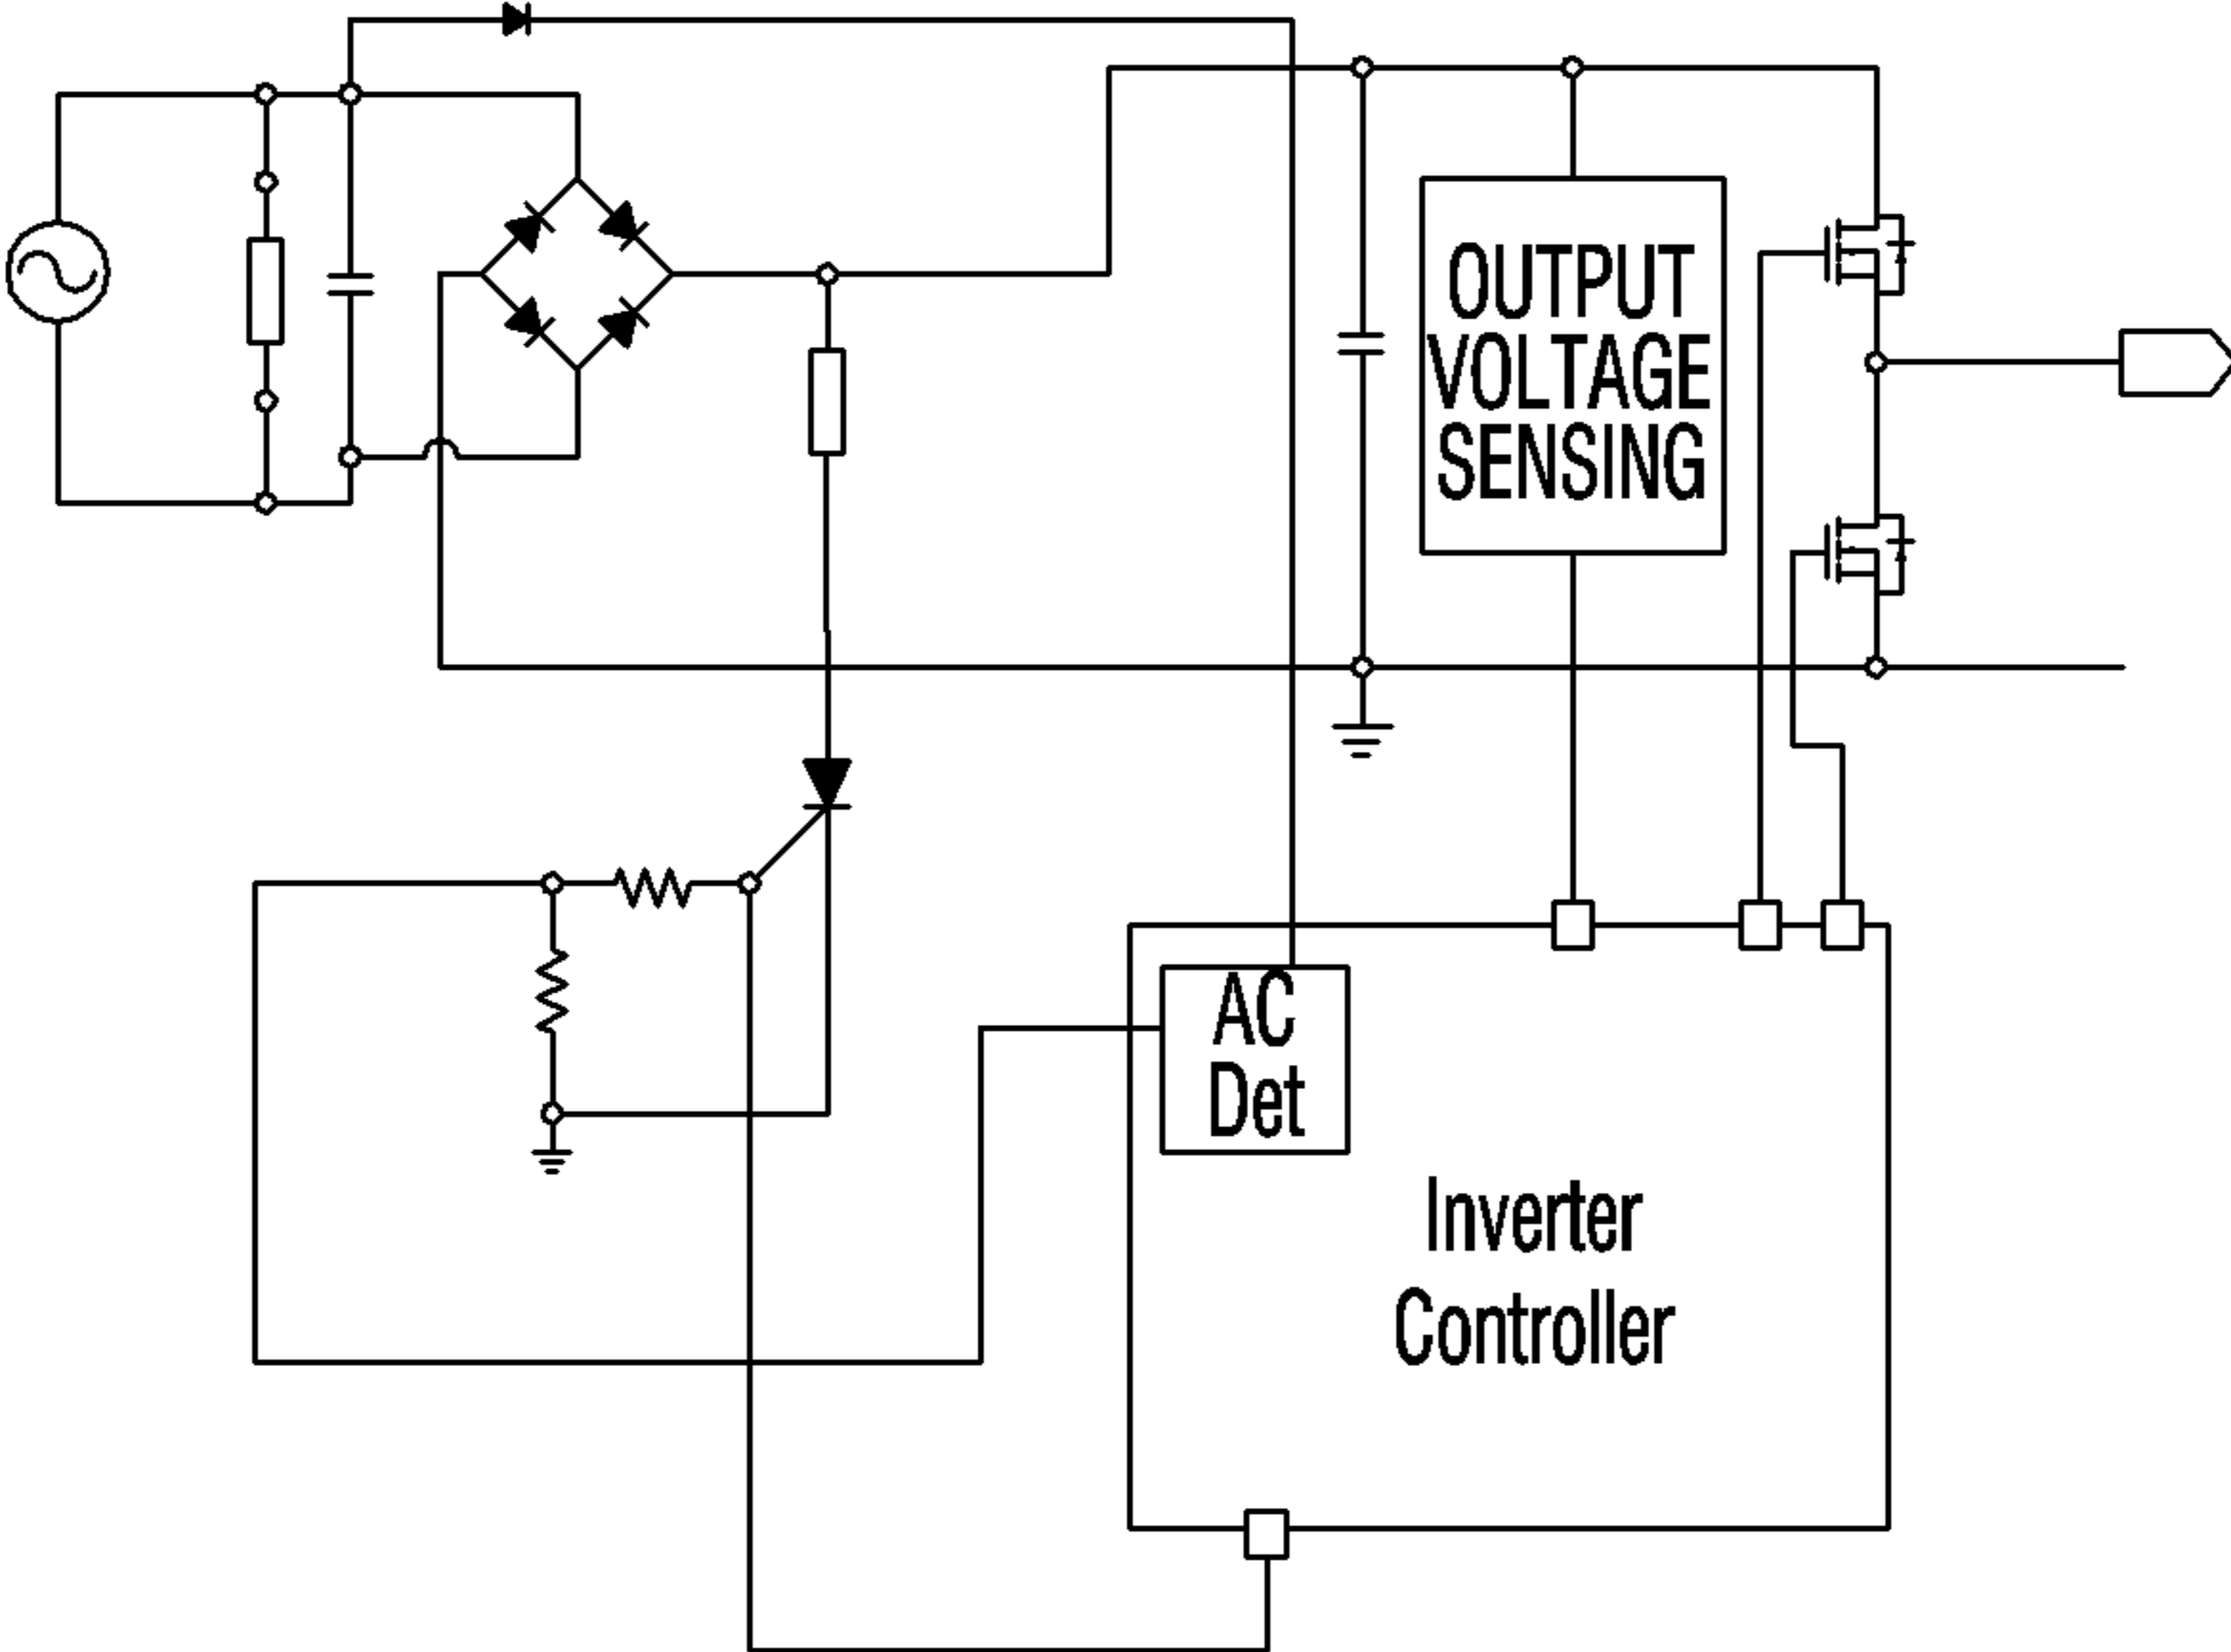 OUTPUT
VOLTAGE
SENSING
AC
Det
Inverter
Controller